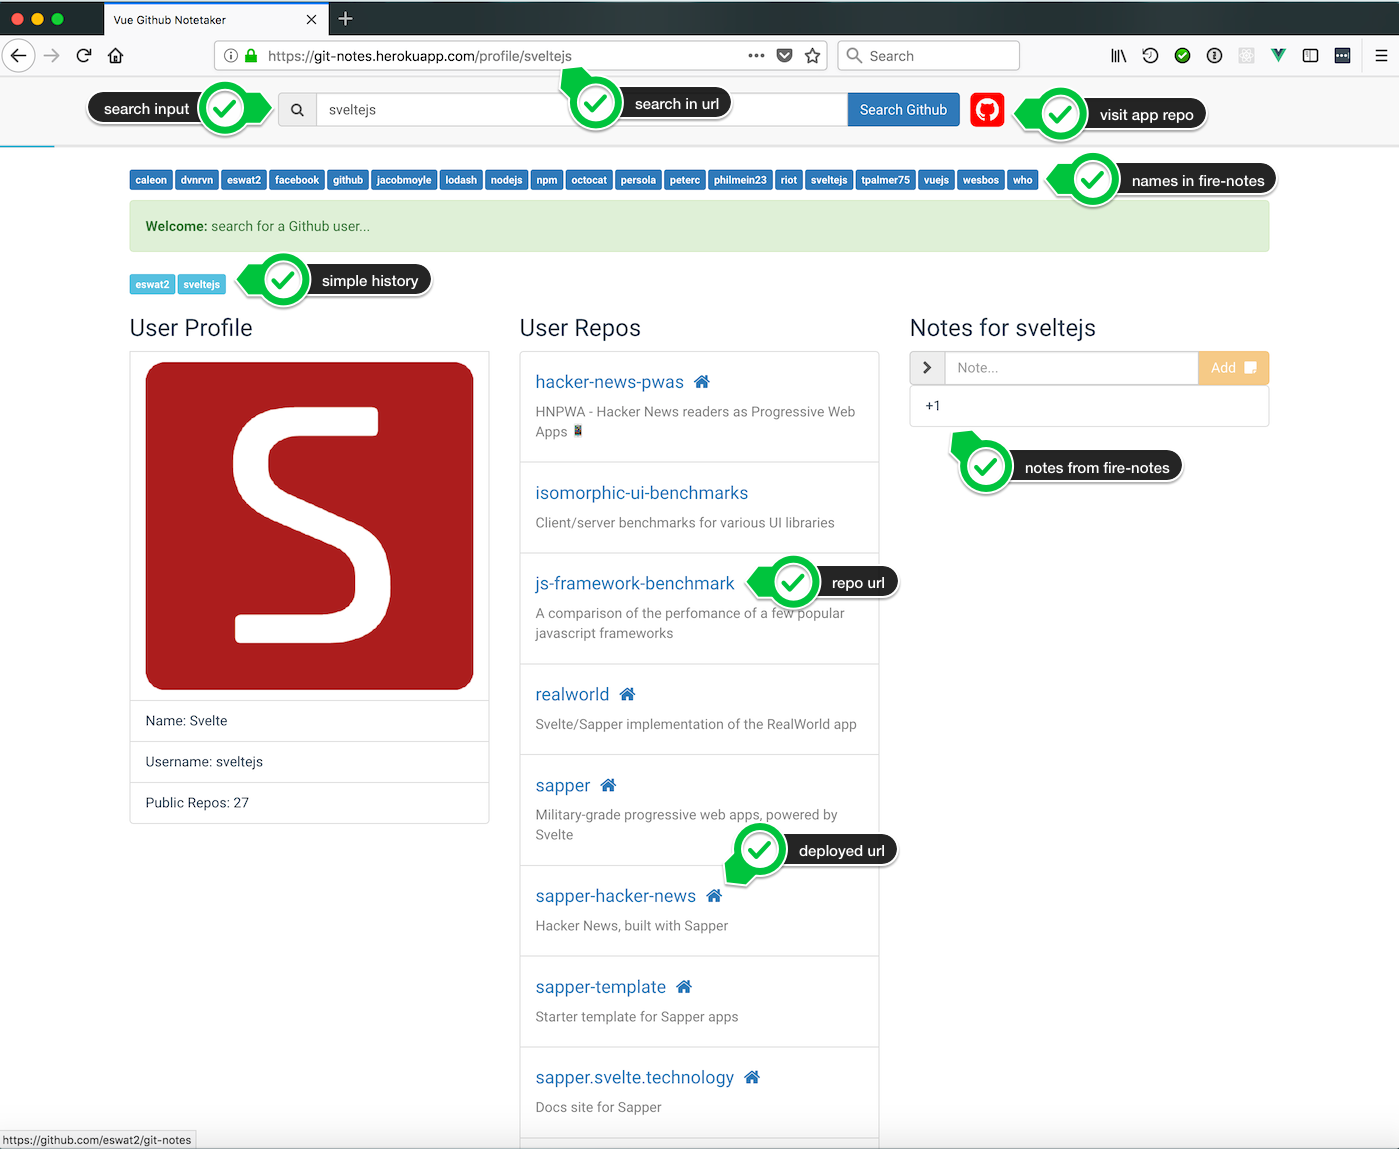 Vue Github Notetaker
https://git-notes.herokuapp.com/profile/sveltejs
Search
search input
sveltejs
search in url
Search Github
visit app repo
caleon dvnrvn eswat2 facebook github jacobmoyle lodash nodejs npm octocat persola peterc philmein23 riot sveltejs tpalmer75 vuejs wesbos who
names in fire-notes
Welcome: search for a Github user...
eswat2 sveltejs
simple history
User Profile
Name: Svelte
Username: sveltejs
Public Repos: 27
User Repos
hacker-news-pwas
HNPWA - Hacker News readers as Progressive Web
Apps
isomorphic-ui-benchmarks
Client/server benchmarks for various UI libraries
js-framework-benchmark
repo url
A comparison of the perfomance of a few popular
javascript frameworks
realworld
Svelte/Sapper implementation of the RealWorld app
sapper
Military-grade progressive web apps, powered by
Svelte
deployed url
sapper-hacker-news
Hacker News, built with Sapper
sapper-template
Starter template for Sapper apps
sapper.svelte.technology
Docs site for Sapper
Notes for sveltejs
Note...
Add
+1
notes from fire-notes
https://github.com/eswat2/git-notes